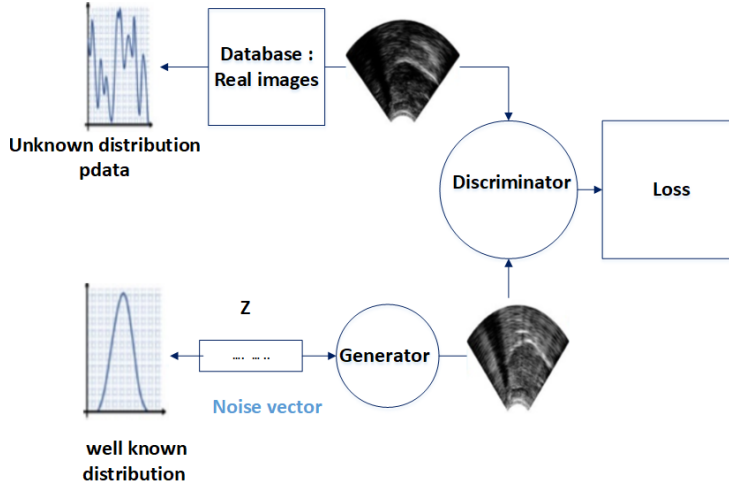 Database :
Real images
Unknown distribution
pdata
Discriminator
Loss
Z
.... ... ..
Generator
Noise vector
well known
distribution